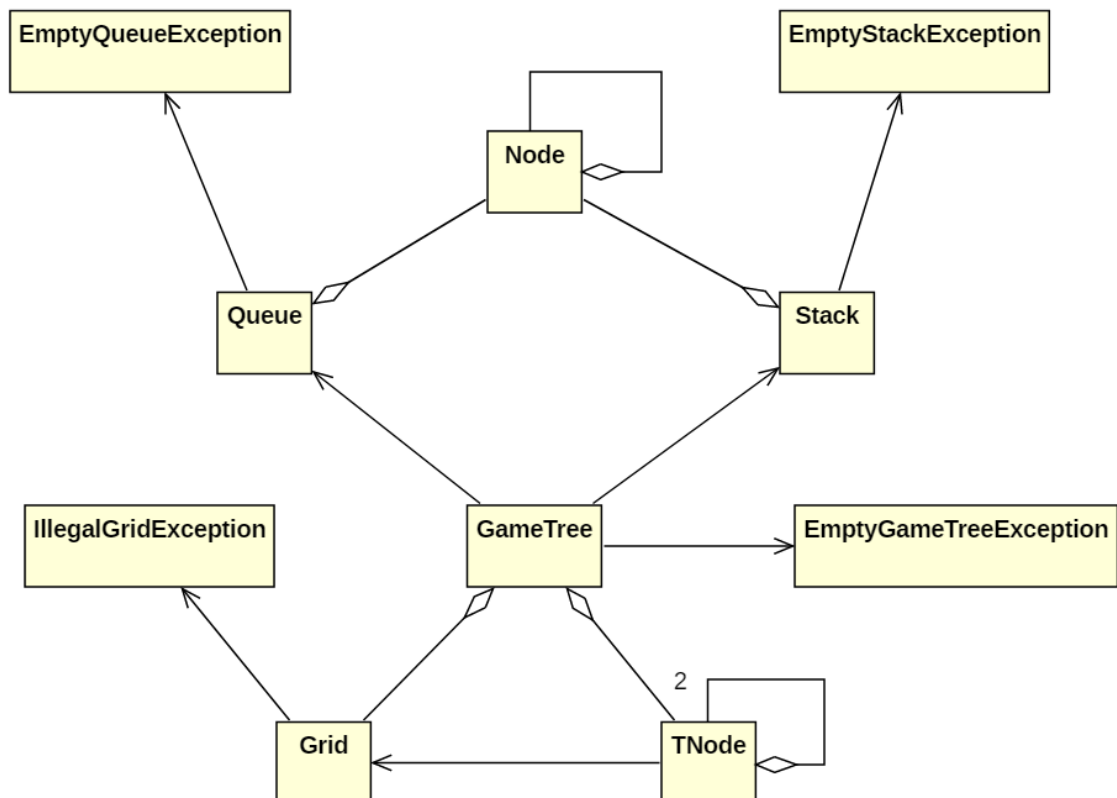 EmptyQueueException
EmptyStackException
Node
Queue
Stack
IllegalGridException
GameTree
EmptyGameTreeException
2
Grid
TNode